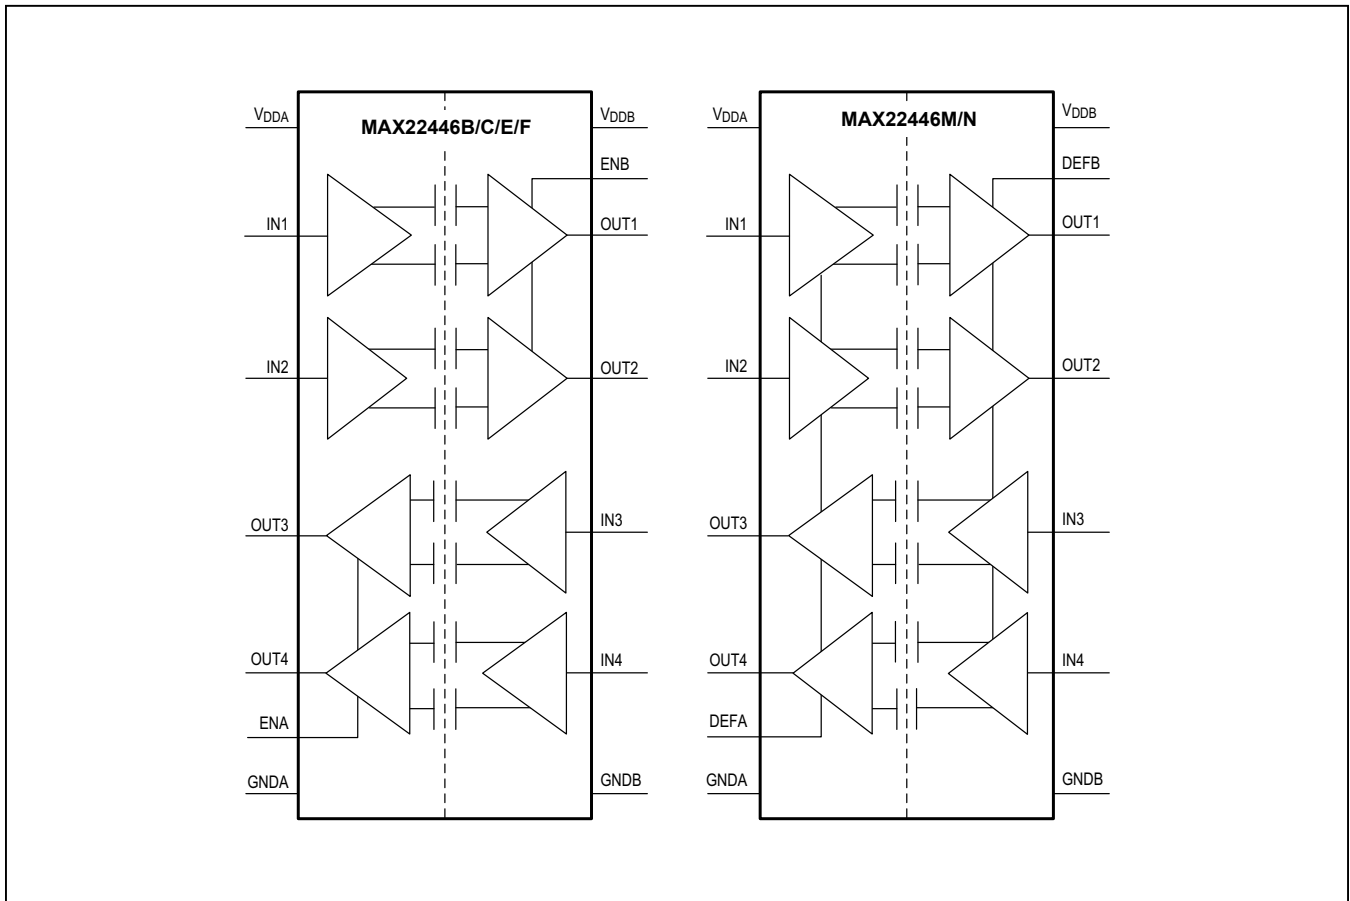 MAX22446B/C/E/F
VDDA
VDDB
ENB
IN1
OUT1
IN2
OUT2
OUT3
IN3
OUT4
IN4
ENA
GNDA
GNDB
MAX22446M/N
VDDA
VDDB
DEFB
IN1
OUT1
IN2
OUT2
OUT3
IN3
OUT4
IN4
DEFA
GNDA
GNDB